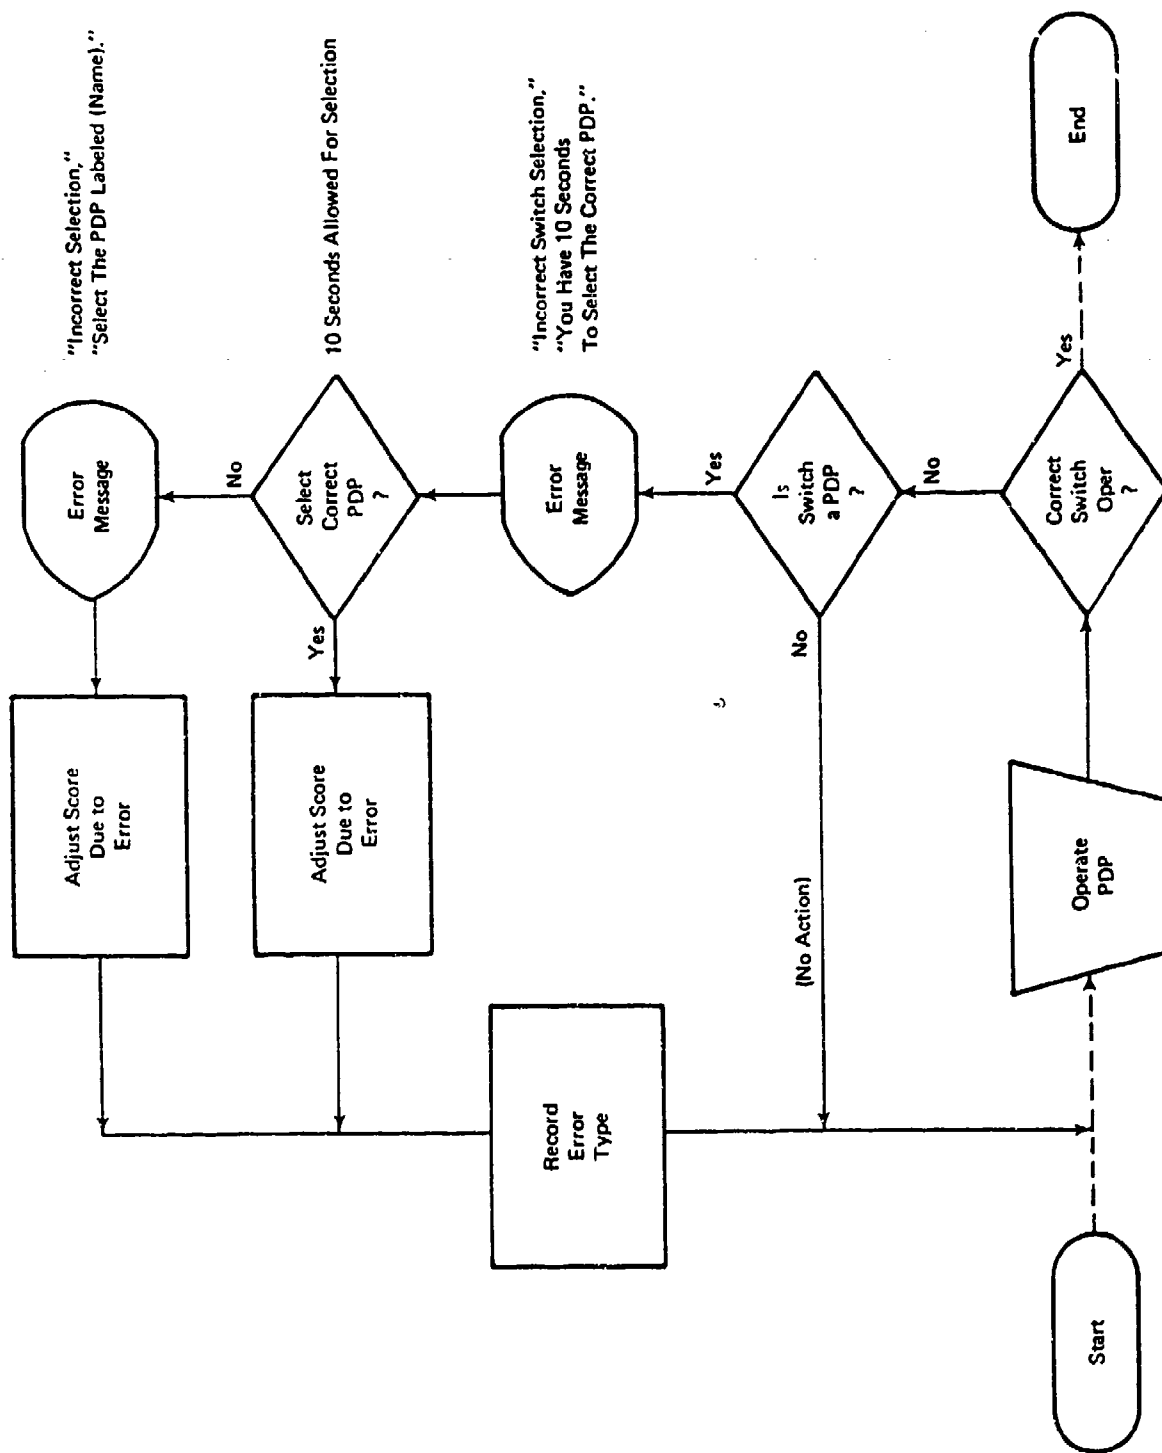 Adjust Score
Due to
Error
Error
Message
"Incorrect Selection,"
"Select The PDP Labeled (Name)."
No
Adjust Score
Due to
Error
Yes
Select
Correct
PDP
?
10 Seconds Allowed For Selection
Record
Error
Type
Error
Message
"Incorrect Switch Selection,"
"You Have 10 Seconds
To Select The Correct PDP."
Yes
(No Action)
No
Is
Switch
a PDP
?
No
Start
Operate
PDP
Correct
Switch
Oper
?
Yes
End